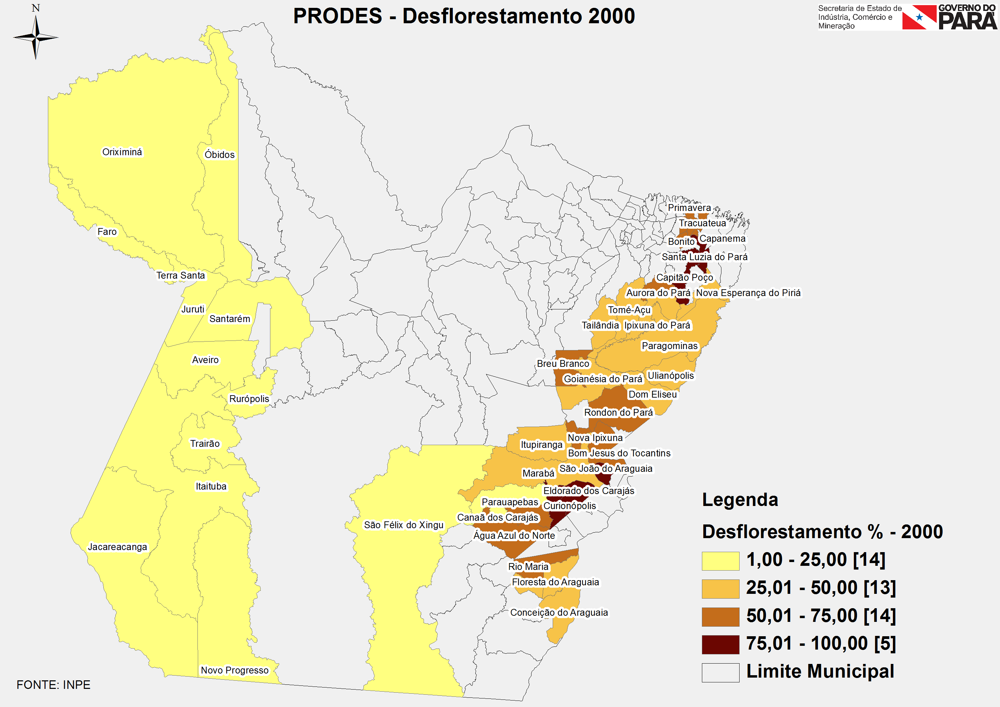 N
PRODES - Desflorestamento 2000
Secretaria de Estado de
Indústria, Comércio e
Mineração
GOVERNO DO
PARÁ
Oriximiná
Óbidos
Faro
Terra Santa
Juruti
Santarém
Aveiro
Rurópolis
Trairão
Itaituba
Jacareacanga
Novo Progresso
São Félix do Xingu
Primavera
Tracuateua
Bonito
Capanema
Santa Luzia do Pará
Capitão Poço
Aurora do Pará
Nova Esperança do Piriá
Tomé-Açu
Tailândia
Ipixuna do Pará
Paragominas
Breu Branco
Goianésia do Pará
Ulianópolis
Dom Eliseu
Rondon do Pará
Nova Ipixuna
Itupiranga
Bom Jesus do Tocantins
São João do Araguaia
Marabá
Eldorado dos Carajás
Parauapebas
Curionópolis
Canaã dos Carajás
Água Azul do Norte
Rio Maria
Floresta do Araguaia
Conceição do Araguaia
Legenda
Desflorestamento % - 2000
1,00 - 25,00 [14]
25,01 - 50,00 [13]
50,01 - 75,00 [14]
75,01 - 100,00 [5]
Limite Municipal
FONTE: INPE